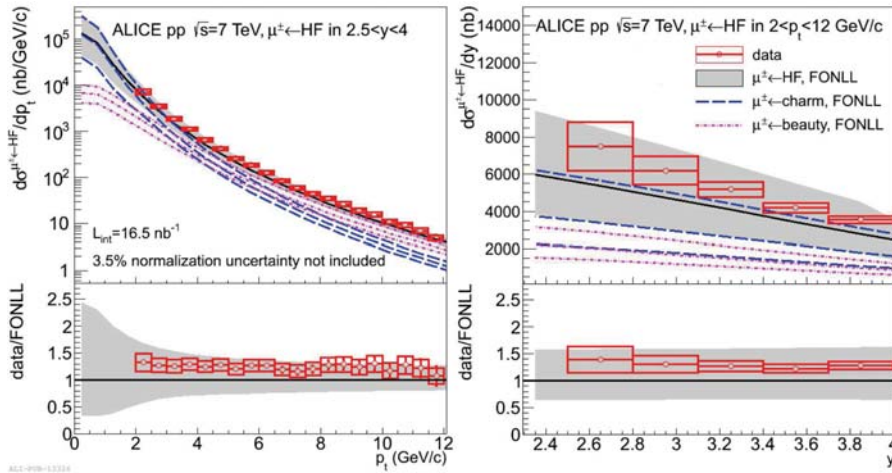 ALICE pp √s=7 TeV, μ±←HF in 2.5<y<4
dσ^μ±←HF/dp_t (nb/GeV/c)
10^5
10^4
10^3
10^2
10
1
L_int=16.5 nb^-1
3.5% normalization uncertainty not included
data/FONLL
2.5
2
1.5
1
0.5
0
0 2 4 6 8 10 12
p_t (GeV/c)
ALICE pp √s=7 TeV, μ±←HF in 2<p_t<12 GeV/c
dσ^μ±←HF/dy (nb)
14000
12000
10000
8000
6000
4000
2000
data
μ±←HF, FONLL
μ±←charm, FONLL
μ±←beauty, FONLL
data/FONLL
2.5
2
1.5
1
0.5
0
2.4 2.6 2.8 3 3.2 3.4 3.6 3.8 4
y